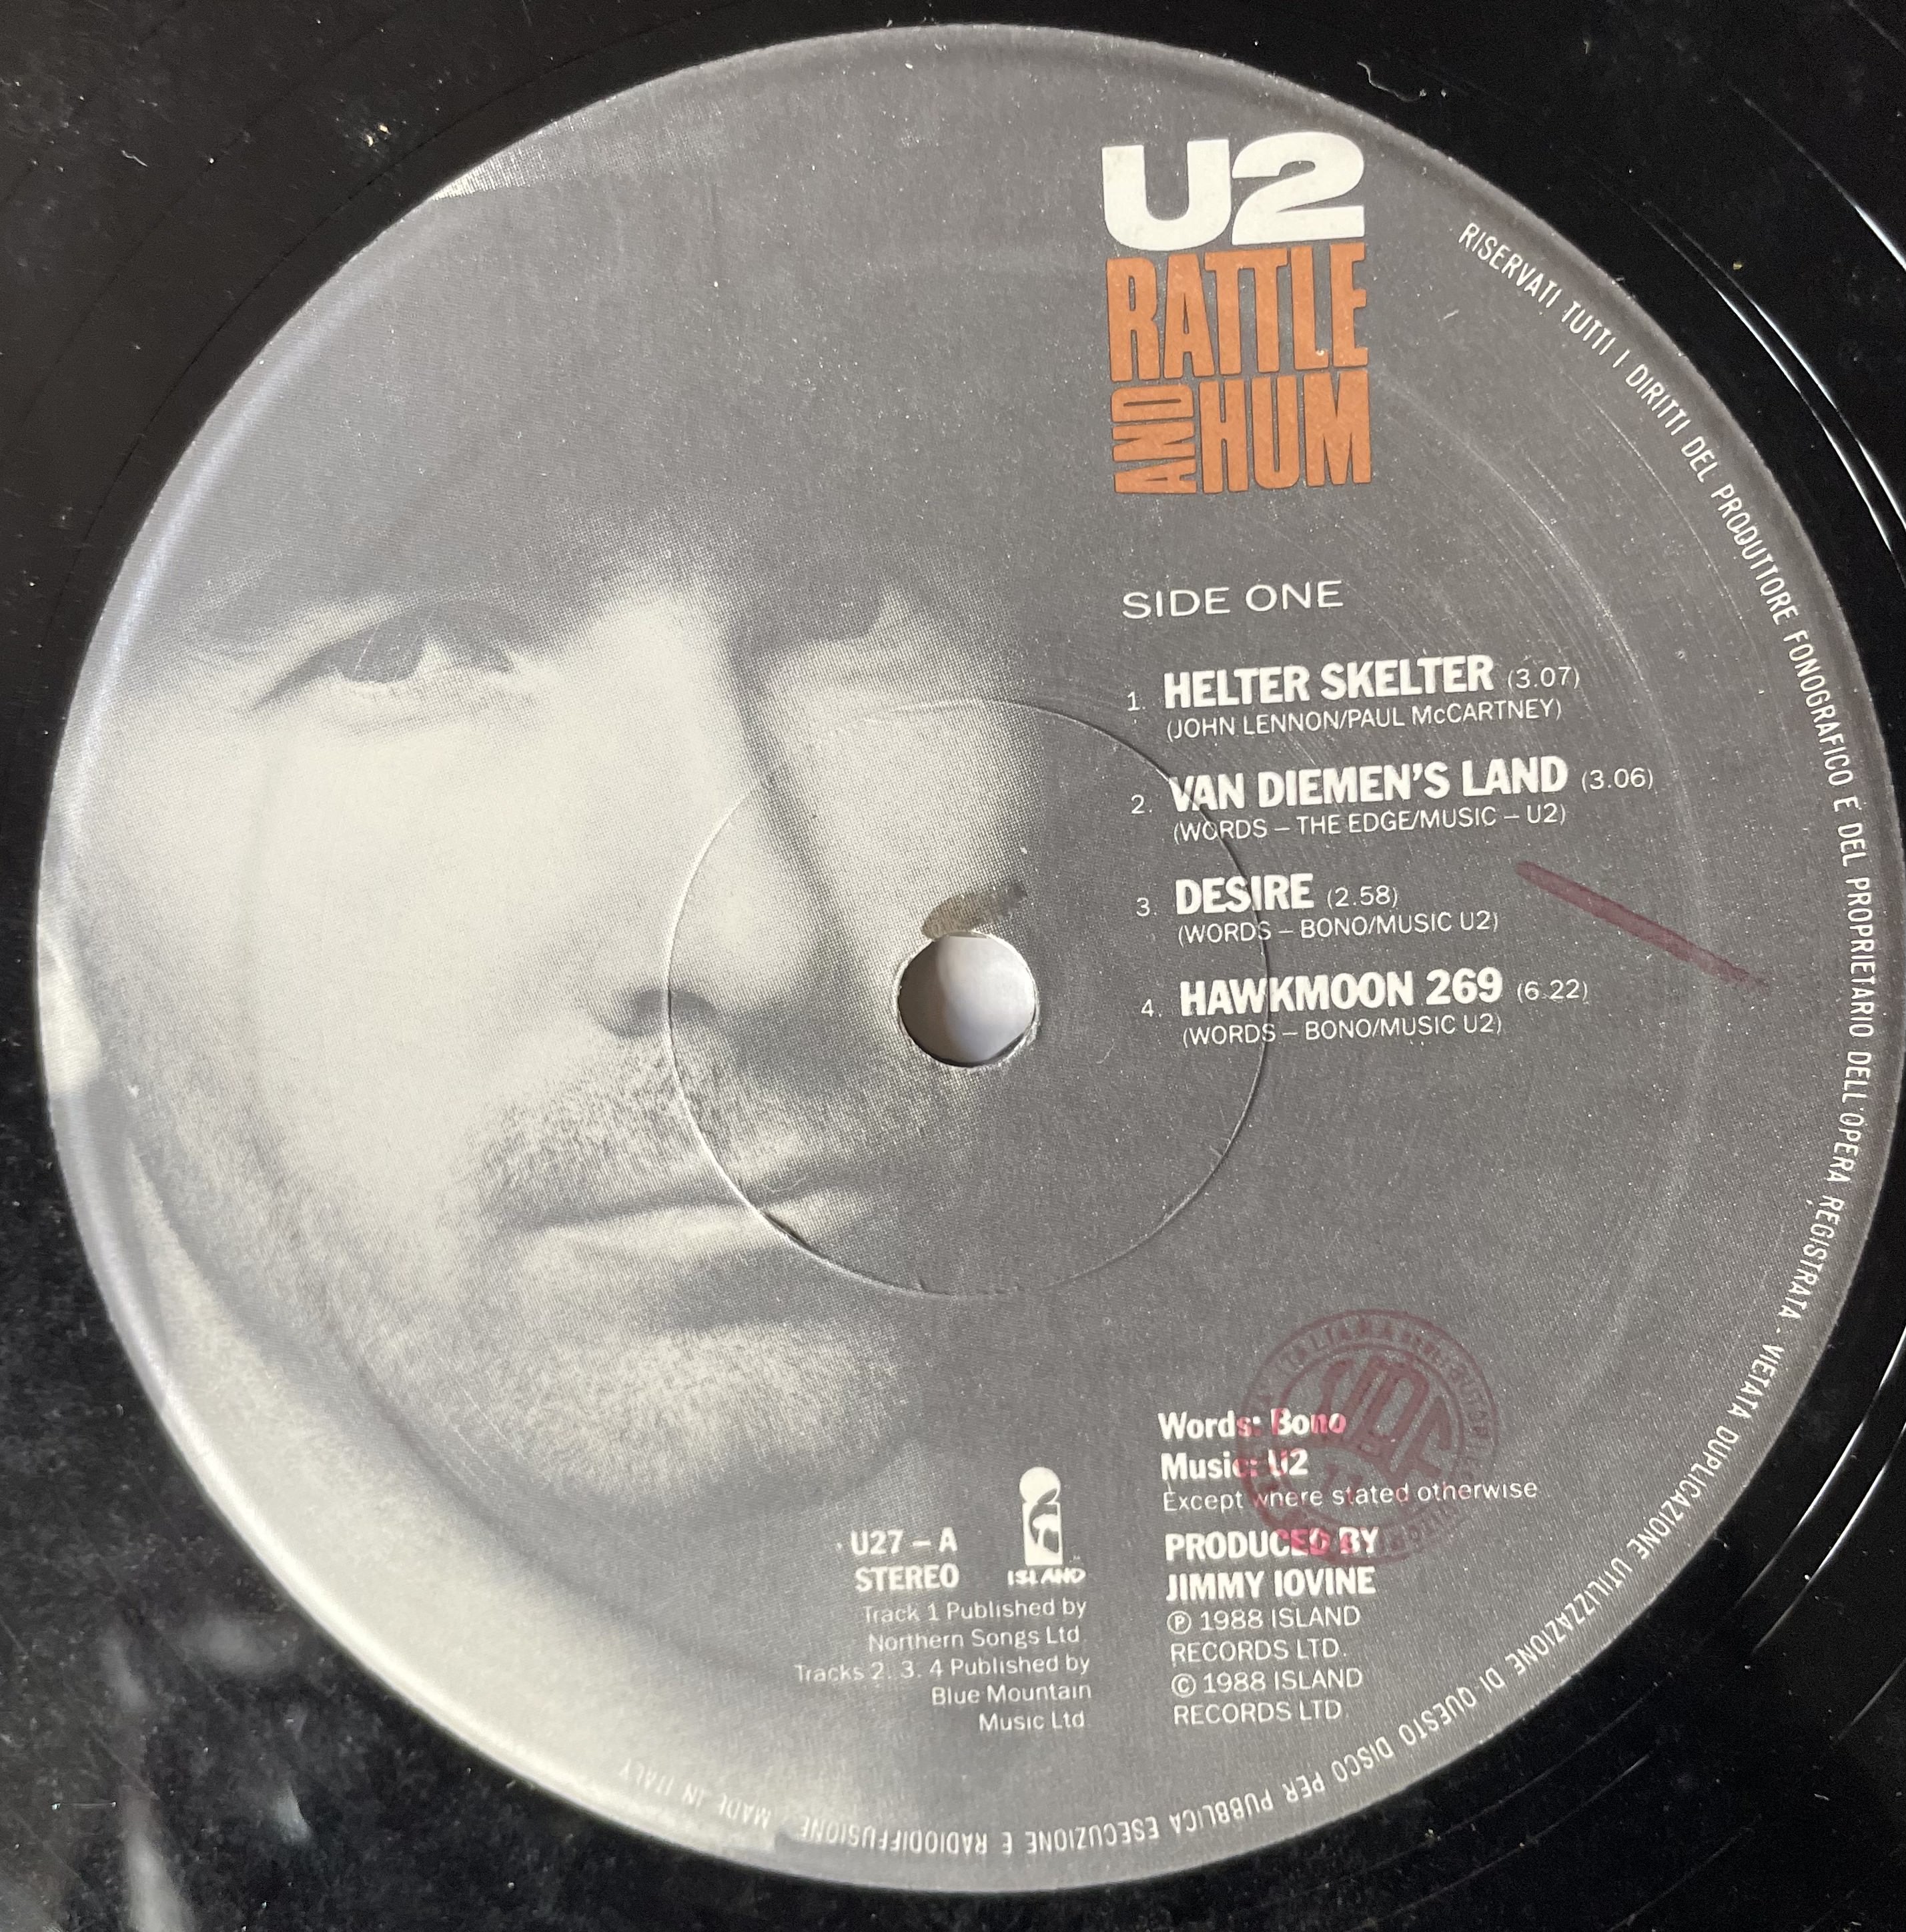 U2
RATTLE
AND HUM
SIDE ONE
1. HELTER SKELTER (3.07)
(JOHN LENNON/PAUL McCARTNEY)
2. VAN DIEMEN'S LAND (3.06)
(WORDS – THE EDGE/MUSIC – U2)
3. DESIRE (2.58)
(WORDS – BONO/MUSIC U2)
4. HAWKMOON 269 (6.22)
(WORDS – BONO/MUSIC U2)
Words: Bono
Music: U2
Except where stated otherwise
PRODUCED BY
JIMMY IOVINE
℗ 1988 ISLAND
RECORDS LTD.
© 1988 ISLAND
RECORDS LTD.
U27 – A
STEREO
ISLAND
Track 1 Published by
Northern Songs Ltd
Tracks 2. 3. 4 Published by
Blue Mountain
Music Ltd
RISERVATI TUTTI I DIRITTI DEL PRODUTTORE FONOGRAFICO E DEL PROPRIETARIO DELL'OPERA REGISTRATA - VIETATA DUPLICAZIONE UTILIZZAZIONE DI QUESTO DISCO PER PUBBLICA ESECUZIONE E RADIODIFFUSIONE MADE IN ITALY